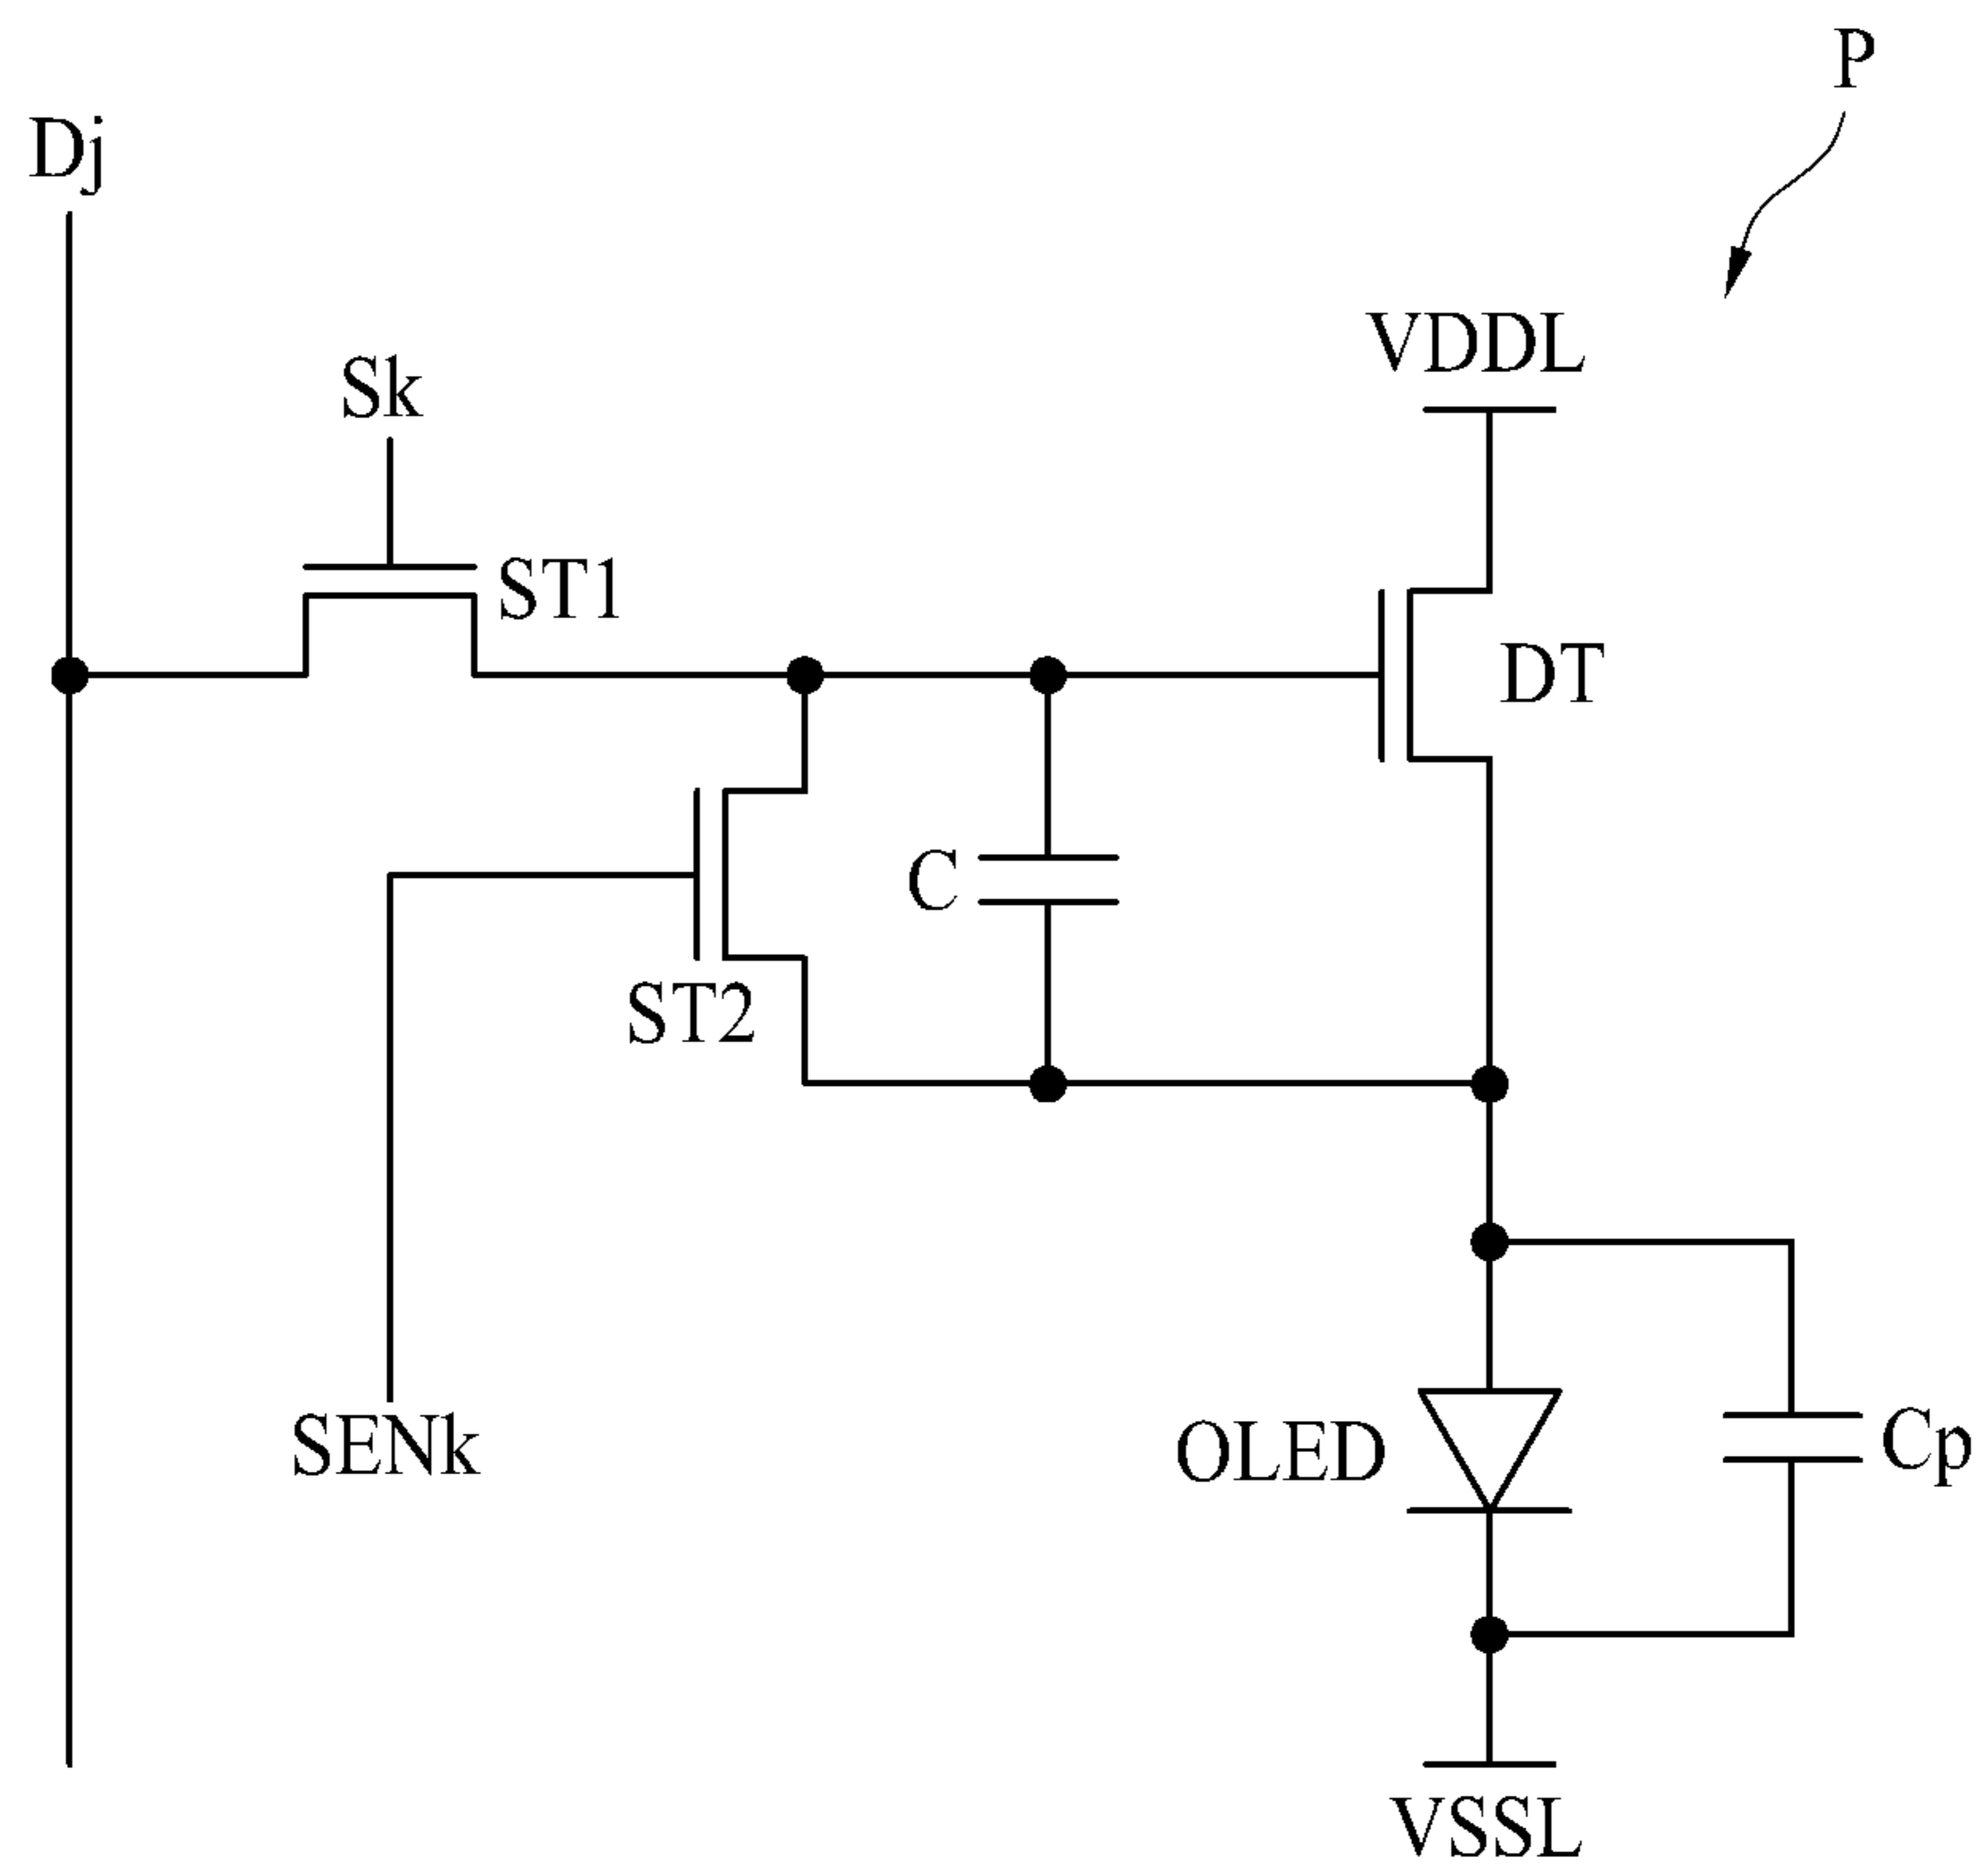 P
Dj
VDDL
Sk
ST1
DT
C
ST2
SENk
OLED
Cp
VSSL